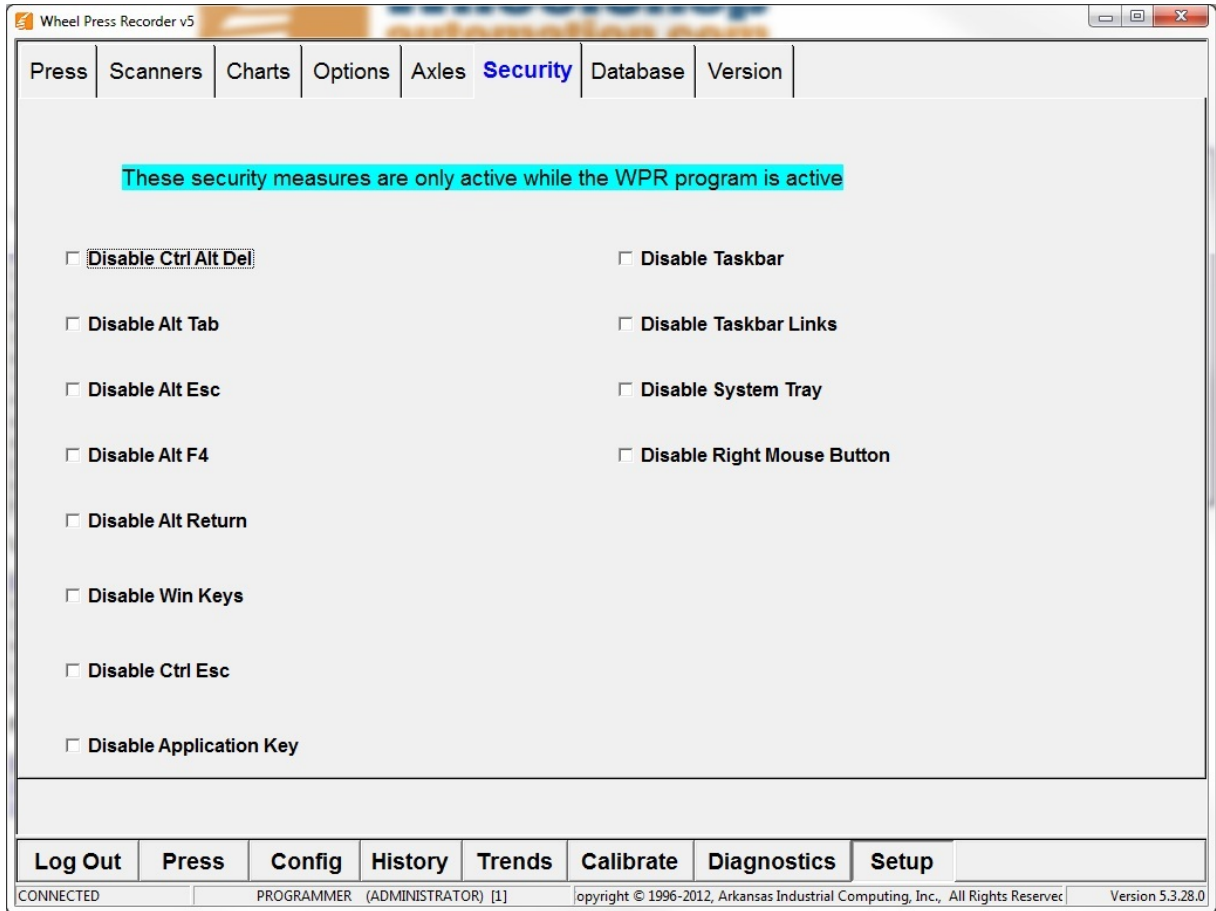 Wheel Press Recorder v5
automation.com
Press Scanners Charts Options Axles Security Database Version
These security measures are only active while the WPR program is active
Disable Ctrl Alt Del Disable Taskbar
Disable Alt Tab Disable Taskbar Links
Disable Alt Esc Disable System Tray
Disable Alt F4 Disable Right Mouse Button
Disable Alt Return
Disable Win Keys
Disable Ctrl Esc
Disable Application Key
Log Out Press Config History Trends Calibrate Diagnostics Setup
CONNECTED PROGRAMMER (ADMINISTRATOR) [1] opyright © 1996-2012, Arkansas Industrial Computing, Inc., All Rights Reserved Version 5.3.28.0